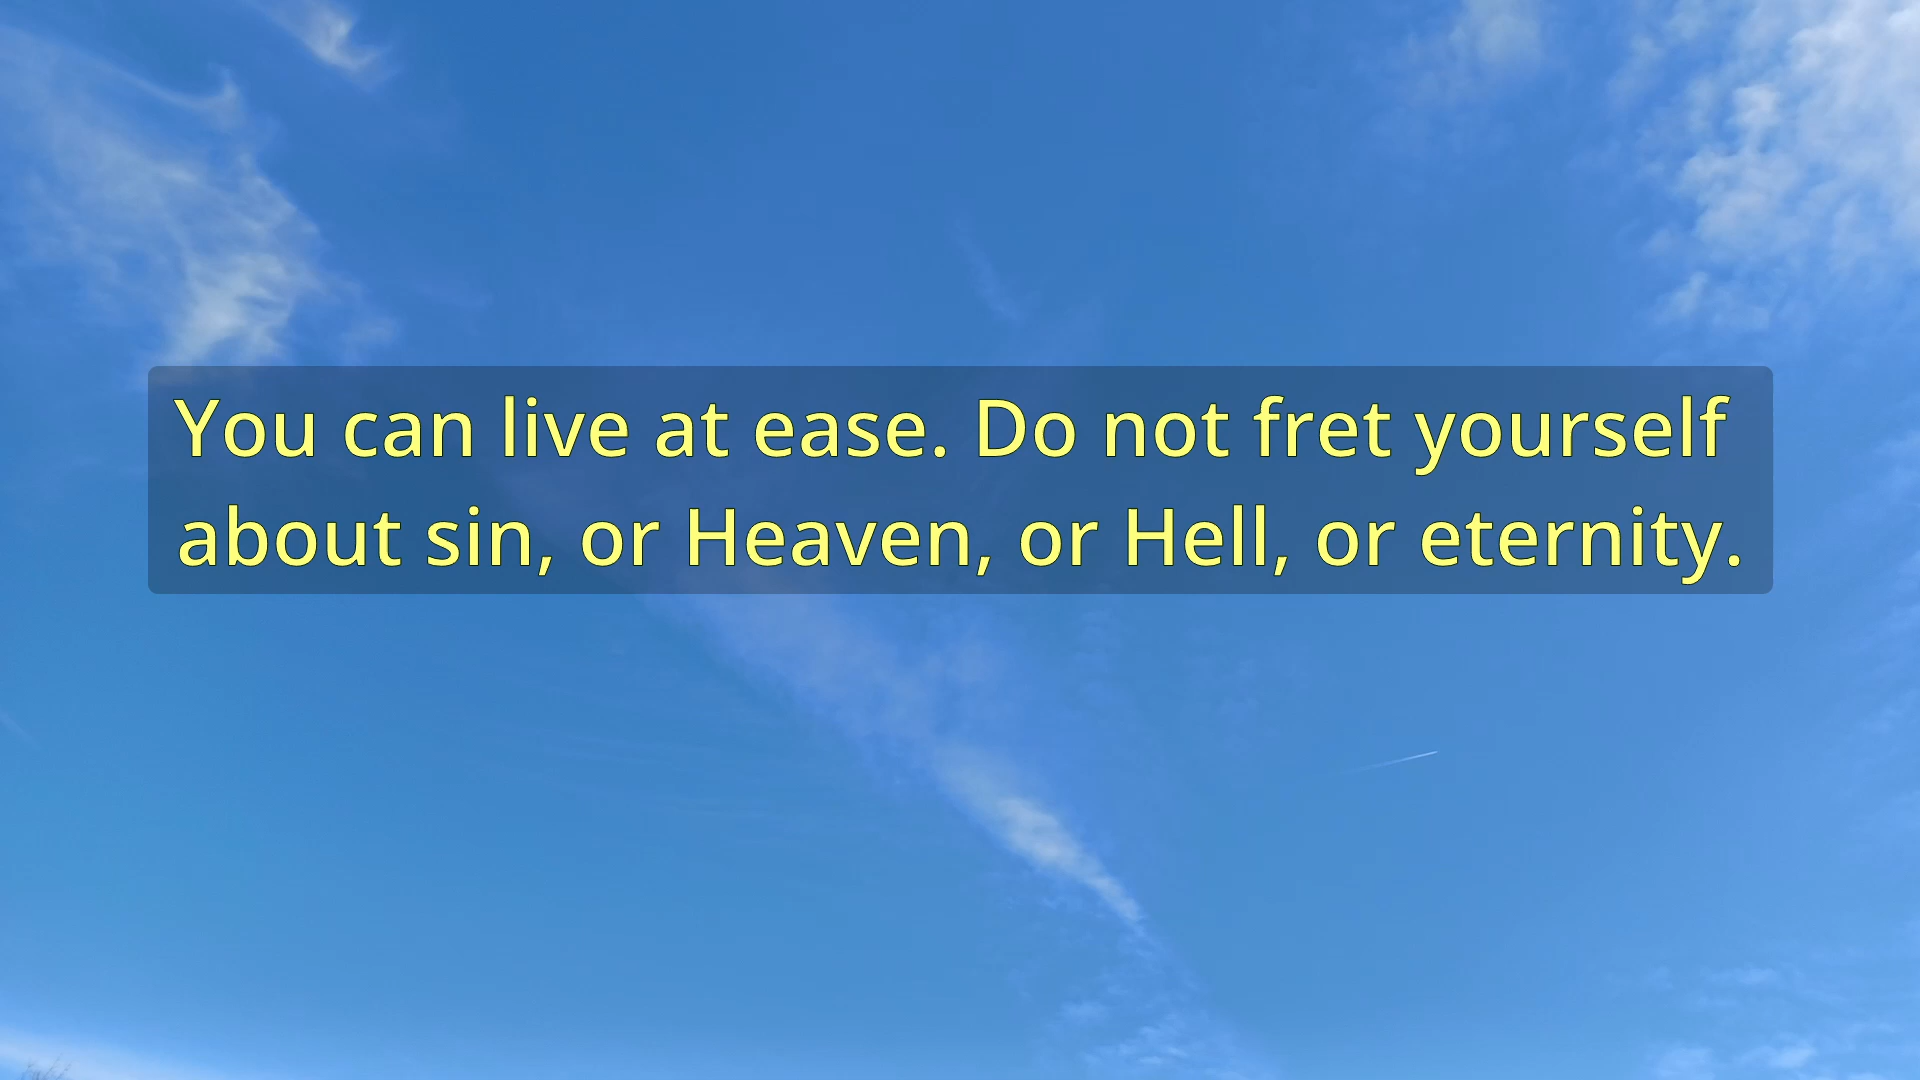 You can live at ease. Do not fret yourself
about sin, or Heaven, or Hell, or eternity.